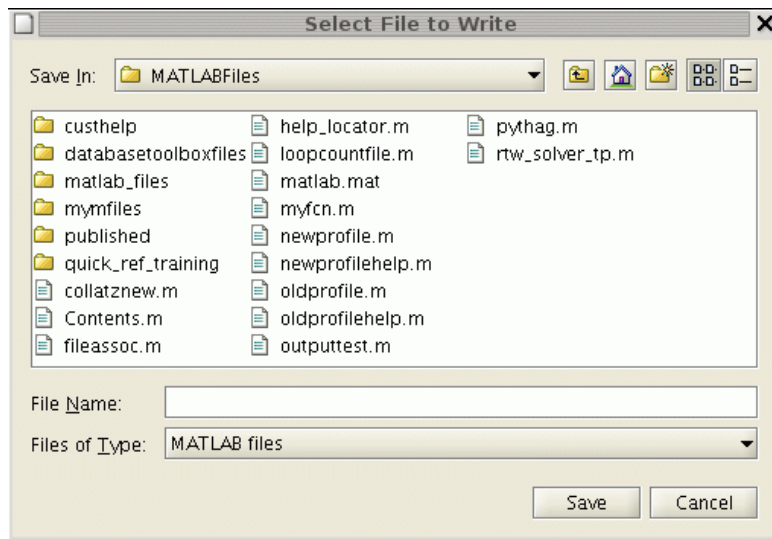 Select File to Write
Save In: MATLABFiles
custhelp help_locator.m pythag.m
databasetoolboxfiles loopcountfile.m rtw_solver_tp.m
matlab_files matlab.mat
mymfiles myfcn.m
published newprofile.m
quick_ref_training newprofilehelp.m
collatznew.m oldprofile.m
Contents.m oldprofilehelp.m
fileassoc.m outputtest.m
File Name:
Files of Type: MATLAB files
Save Cancel